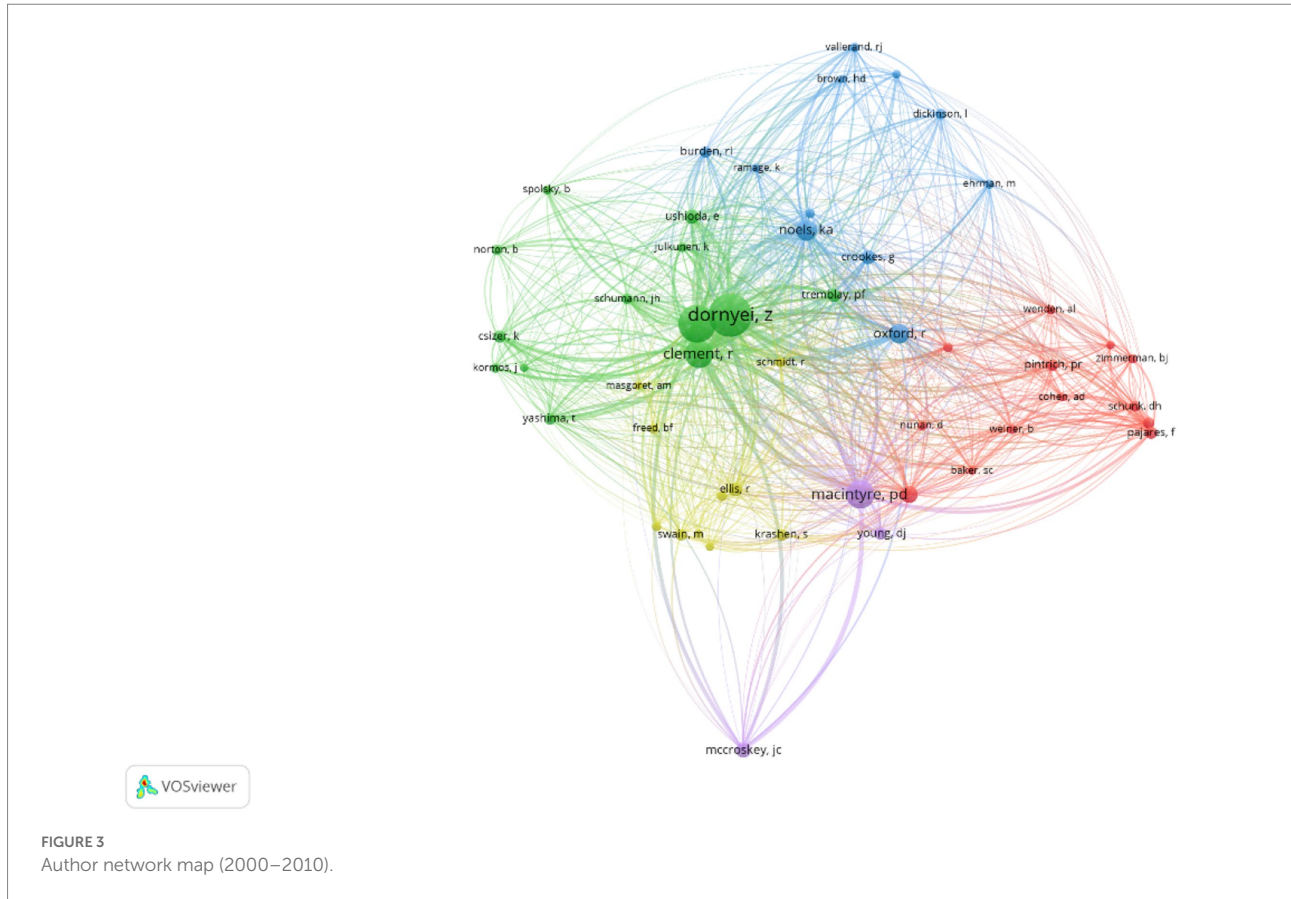 vallerand, rj
brown, hd
dickinson, l
burden, rl
ramage, k
ehrman, m
spolsky, b
ushioda, e
noels, ka
norton, b
julkunen, k
crookes, g
schumann, jh
tremblay, pf
wenden, al
dornyei, z
csizer, k
oxford, r
clement, r
zimmerman, bj
kormos, j
schmidt, r
pintrich, pr
masgoret, am
cohen, ad
schunk, dh
yashima, t
freed, bf
nunan, d
weiner, b
pajares, f
baker, sc
ellis, r
macintyre, pd
swain, m
krashen, s
young, dj
mccroskey, jc
VOSviewer
FIGURE 3
Author network map (2000–2010).